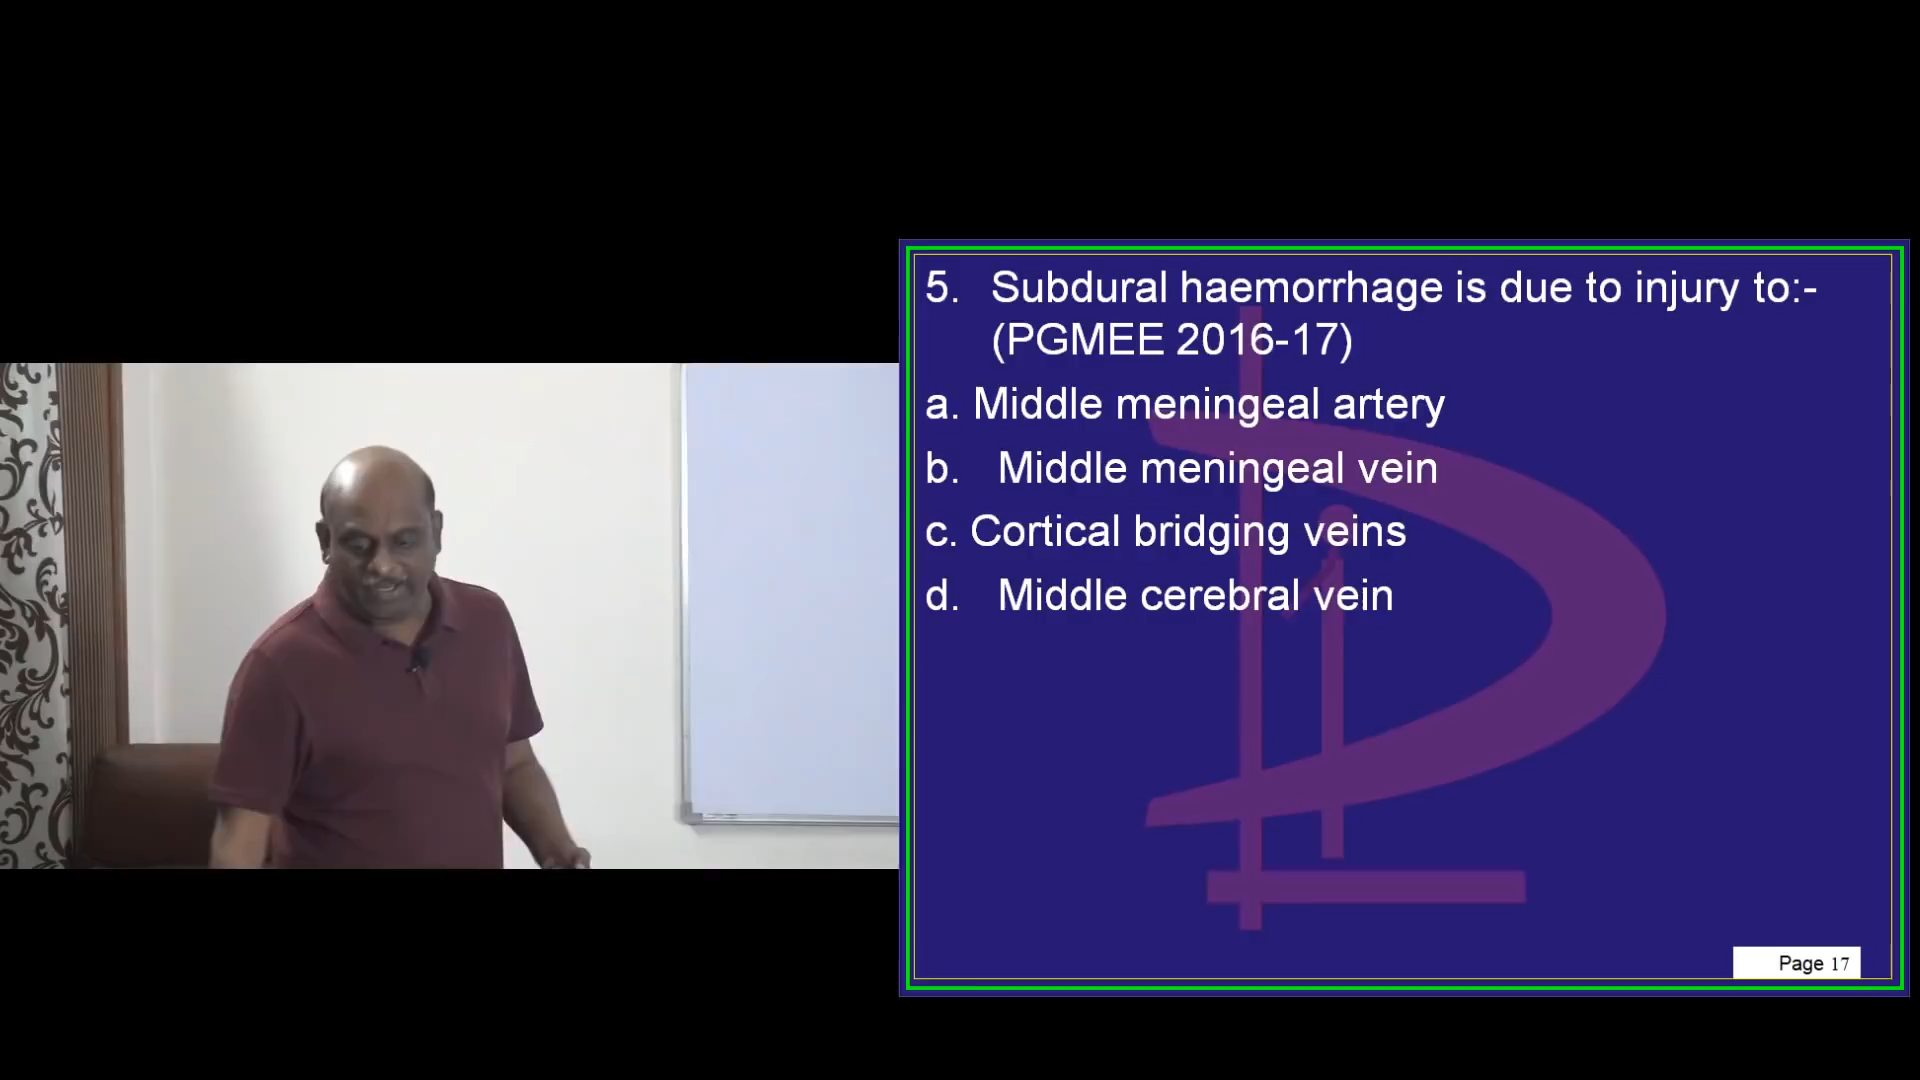 5. Subdural haemorrhage is due to injury to:-
(PGMEE 2016-17)
a. Middle meningeal artery
b. Middle meningeal vein
c. Cortical bridging veins
d. Middle cerebral vein
Page 17